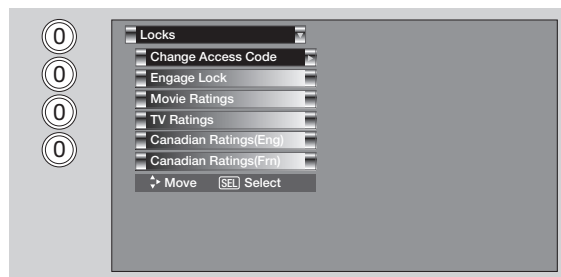 0
0
0
0
Locks
Change Access Code
Engage Lock
Movie Ratings
TV Ratings
Canadian Ratings(Eng)
Canadian Ratings(Frn)
Move SEL Select